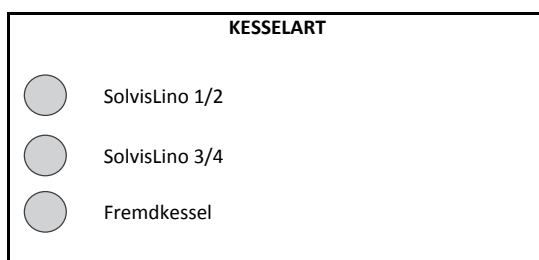 KESSELART
SolvisLino 1/2
SolvisLino 3/4
Fremdkessel